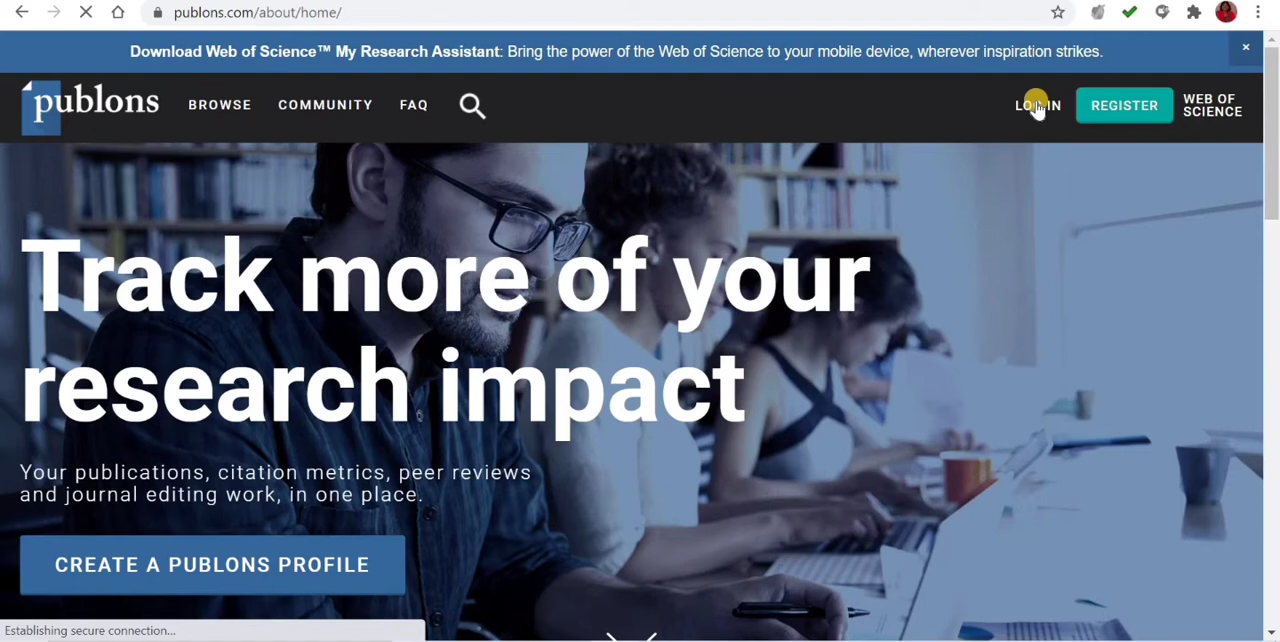 publons.com/about/home/
Download Web of Science™ My Research Assistant: Bring the power of the Web of Science to your mobile device, wherever inspiration strikes. ×
publons BROWSE COMMUNITY FAQ LOGIN REGISTER WEB OF
SCIENCE
Track more of your
research impact
Your publications, citation metrics, peer reviews
and journal editing work, in one place.
CREATE A PUBLONS PROFILE
Establishing secure connection...